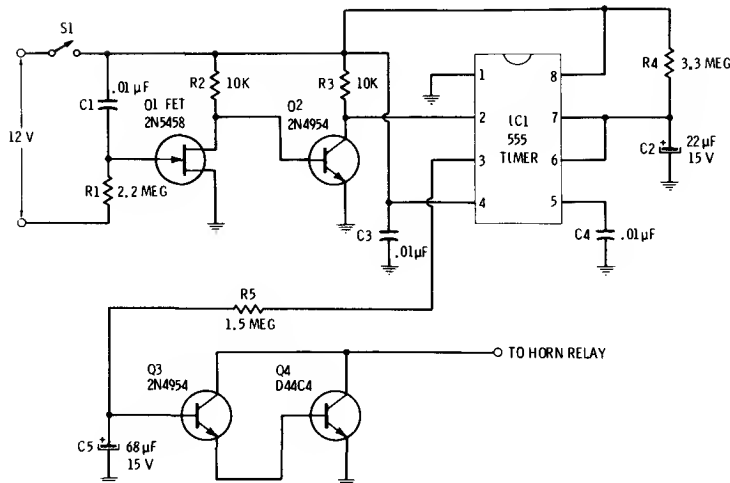 S1
12 V
C1
.01µF
R1
2.2 MEG
Q1 FET
2N5458
R2
10K
Q2
2N4954
R3
10K
C3
.01µF
1
2
3
4
IC1
555
TIMER
8
7
6
5
R4
3.3 MEG
C2
22µF
15 V
C4
.01µF
R5
1.5 MEG
Q3
2N4954
Q4
D44C4
TO HORN RELAY
C5
+
68µF
15 V